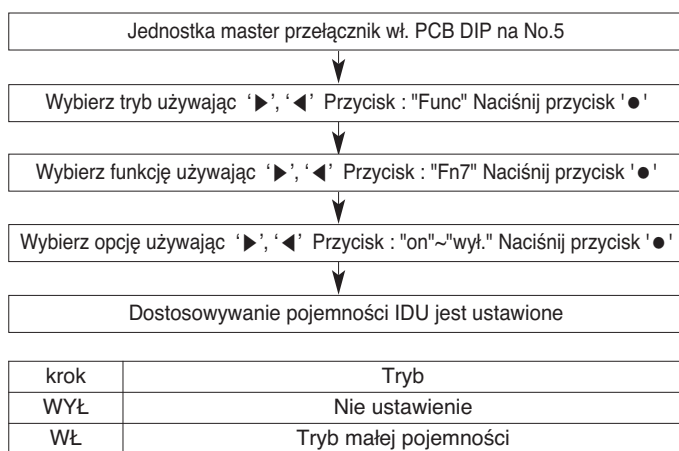 Jednostka master przełącznik wł. PCB DIP na No.5
Wybierz tryb używając '▶', '◀' Przycisk : "Func" Naciśnij przycisk '●'
Wybierz funkcję używając '▶', '◀' Przycisk : "Fn7" Naciśnij przycisk '●'
Wybierz opcję używając '▶', '◀' Przycisk : "on"~"wył." Naciśnij przycisk '●'
Dostosowywanie pojemności IDU jest ustawione
krok Tryb
WYŁ Nie ustawienie
WŁ Tryb małej pojemności